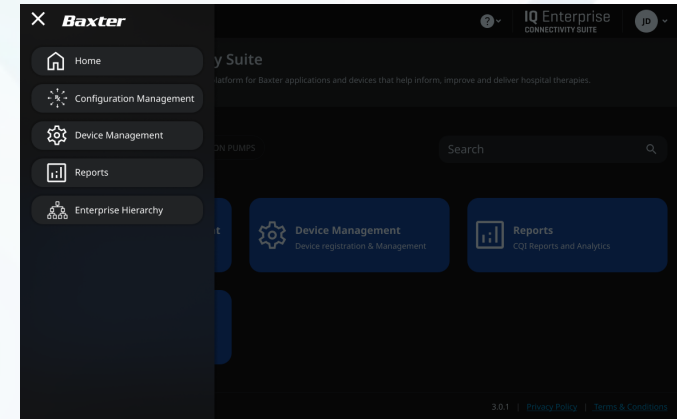 Baxter
IQ Enterprise
CONNECTIVITY SUITE
JD
Home
Configuration Management
Device Management
Reports
Enterprise Hierarchy
y Suite
platform for Baxter applications and devices that help inform, improve and deliver hospital therapies.
ON PUMPS
Search
t
Device Management
Device registration & Management
Reports
CQI Reports and Analytics
3.0.1 | Privacy Policy | Terms & Conditions